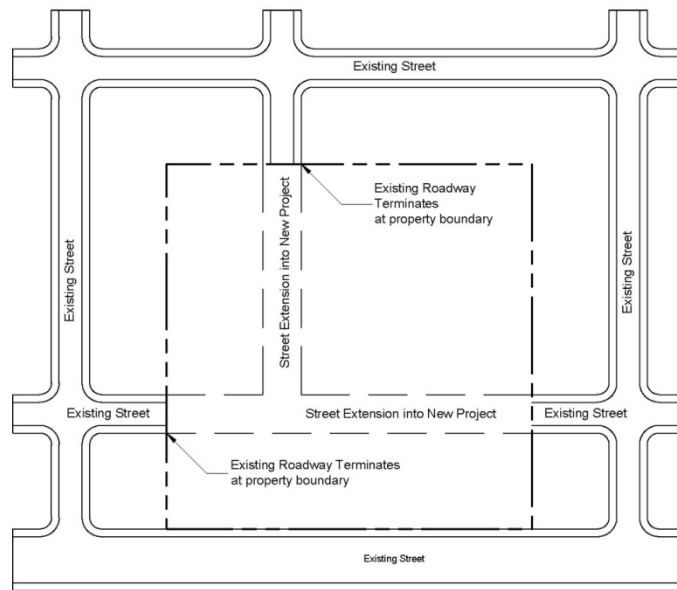 Existing Street
Existing Roadway
Terminates
at property boundary
Street Extension into New Project
Existing Street
Existing Street
Existing Street
Street Extension into New Project
Existing Street
Existing Roadway Terminates
at property boundary
Existing Street